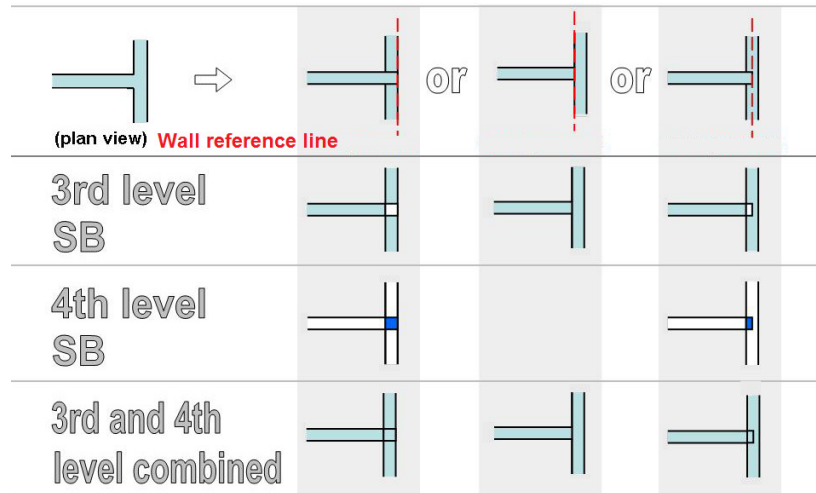 or
or
(plan view) Wall reference line
3rd level
SB
4th level
SB
3rd and 4th
level combined